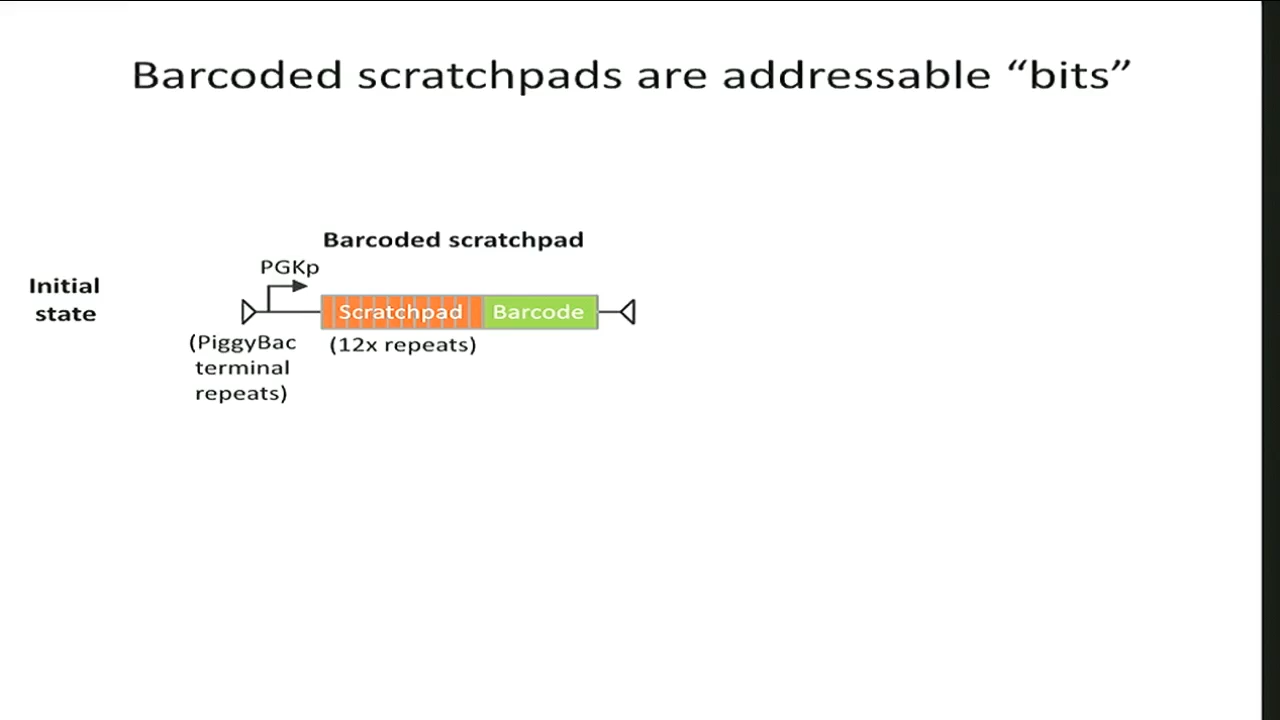 Barcoded scratchpads are addressable “bits”
Barcoded scratchpad
PGKp
Initial
state
Scratchpad
Barcode
(PiggyBac
terminal
repeats)
(12x repeats)